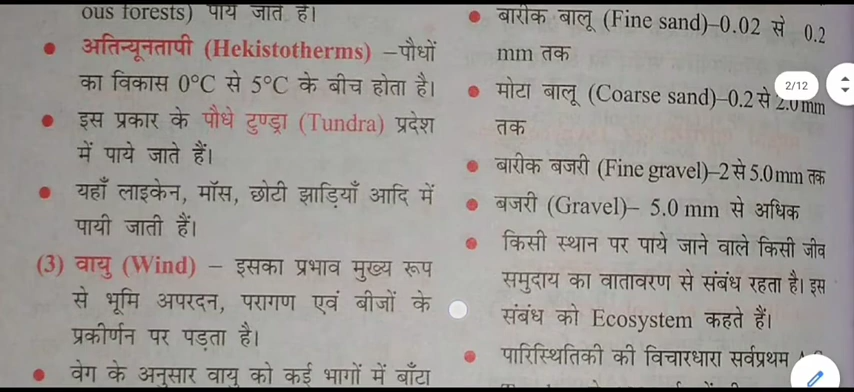 ous forests) पाये जाते हैं।
• अतिन्यूनतापी (Hekistotherms) –पौधों
का विकास 0°C से 5°C के बीच होता है।
• इस प्रकार के पौधे टुण्ड्रा (Tundra) प्रदेश
में पाये जाते हैं।
• यहाँ लाइकेन, मॉस, छोटी झाड़ियाँ आदि में
पायी जाती हैं।
(3) वायु (Wind) – इसका प्रभाव मुख्य रूप
से भूमि अपरदन, परागण एवं बीजों के
प्रकीर्णन पर पड़ता है।
• वेग के अनुसार वायु को कई भागों में बाँटा
• बारीक बालू (Fine sand)–0.02 से 0.2
mm तक
2/12
• मोटा बालू (Coarse sand)–0.2 से 2.0 mm
तक
• बारीक बजरी (Fine gravel)–2 से 5.0 mm तक
• बजरी (Gravel)– 5.0 mm से अधिक
• किसी स्थान पर पाये जाने वाले किसी जीव
समुदाय का वातावरण से संबंध रहता है। इस
संबंध को Ecosystem कहते हैं।
• पारिस्थितिकी की विचारधारा सर्वप्रथम